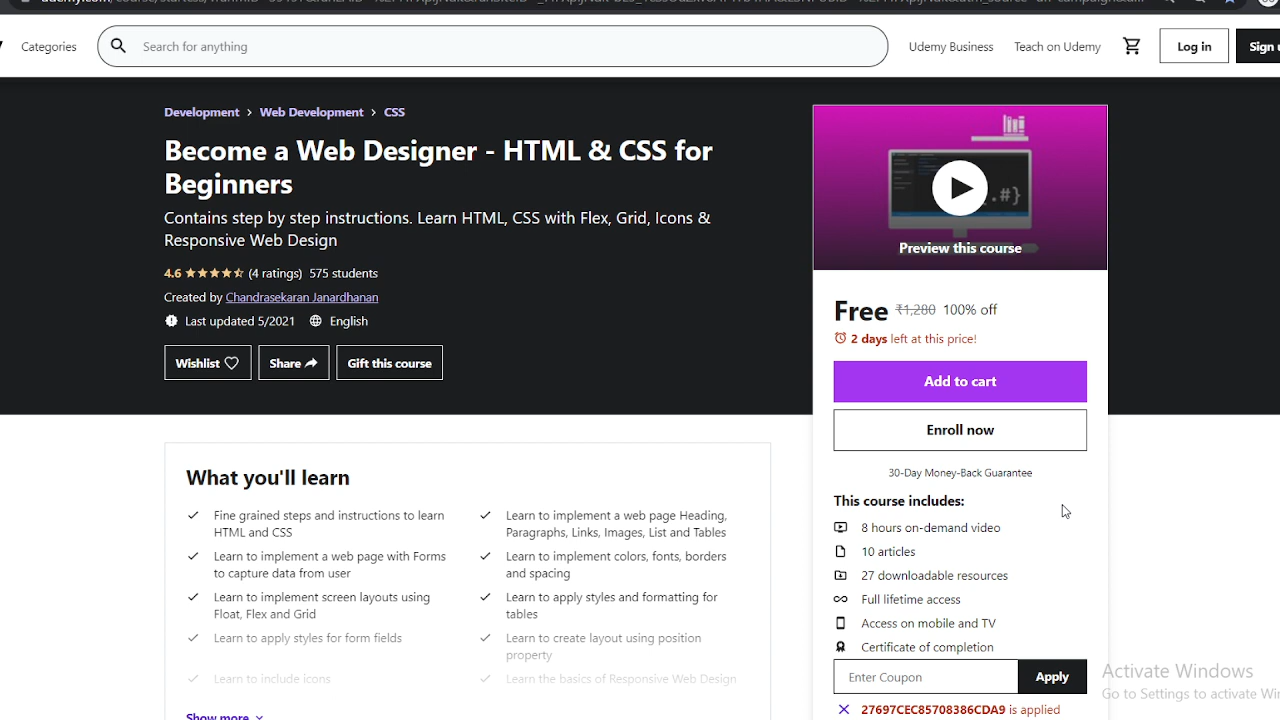 Categories
Search for anything
Udemy Business
Teach on Udemy
Log in
Sign
Development > Web Development > CSS
Become a Web Designer - HTML & CSS for
Beginners
Contains step by step instructions. Learn HTML, CSS with Flex, Grid, Icons &
Responsive Web Design
4.6 (4 ratings) 575 students
Created by Chandrasekaran Janardhanan
Last updated 5/2021 English
Wishlist
Share
Gift this course
.#}
Preview this course
Free ₹1,280 100% off
2 days left at this price!
Add to cart
Enroll now
30-Day Money-Back Guarantee
This course includes:
8 hours on-demand video
10 articles
27 downloadable resources
Full lifetime access
Access on mobile and TV
Certificate of completion
Enter Coupon
Apply
27697CEC85708386CDA9 is applied
What you'll learn
Fine grained steps and instructions to learn
HTML and CSS
Learn to implement a web page with Forms
to capture data from user
Learn to implement screen layouts using
Float, Flex and Grid
Learn to apply styles for form fields
Learn to include icons
Learn to implement a web page Heading,
Paragraphs, Links, Images, List and Tables
Learn to implement colors, fonts, borders
and spacing
Learn to apply styles and formatting for
tables
Learn to create layout using position
property
Learn the basics of Responsive Web Design
Show more
Activate Windows
Go to Settings to activate Wi